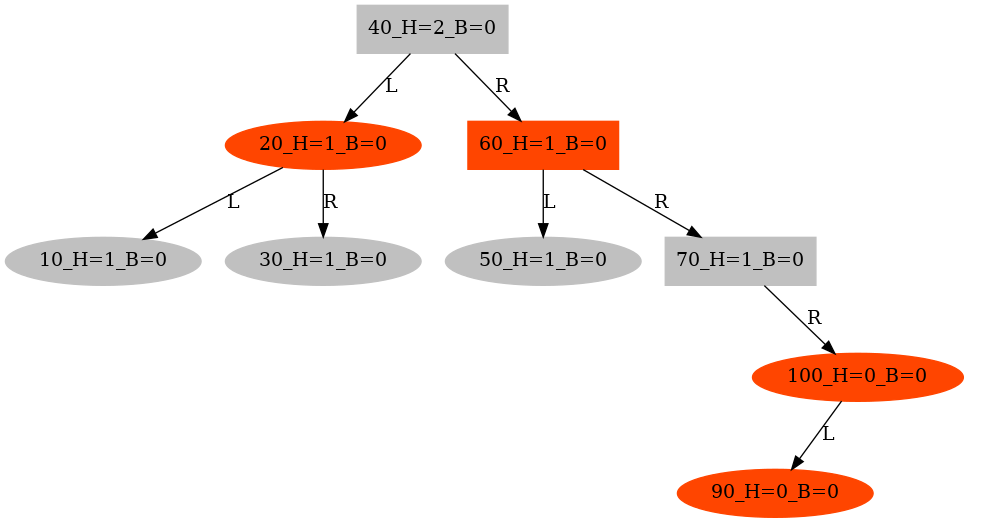 40_H=2_B=0
L
R
20_H=1_B=0
60_H=1_B=0
L
R
L
R
10_H=1_B=0
30_H=1_B=0
50_H=1_B=0
70_H=1_B=0
R
100_H=0_B=0
L
90_H=0_B=0